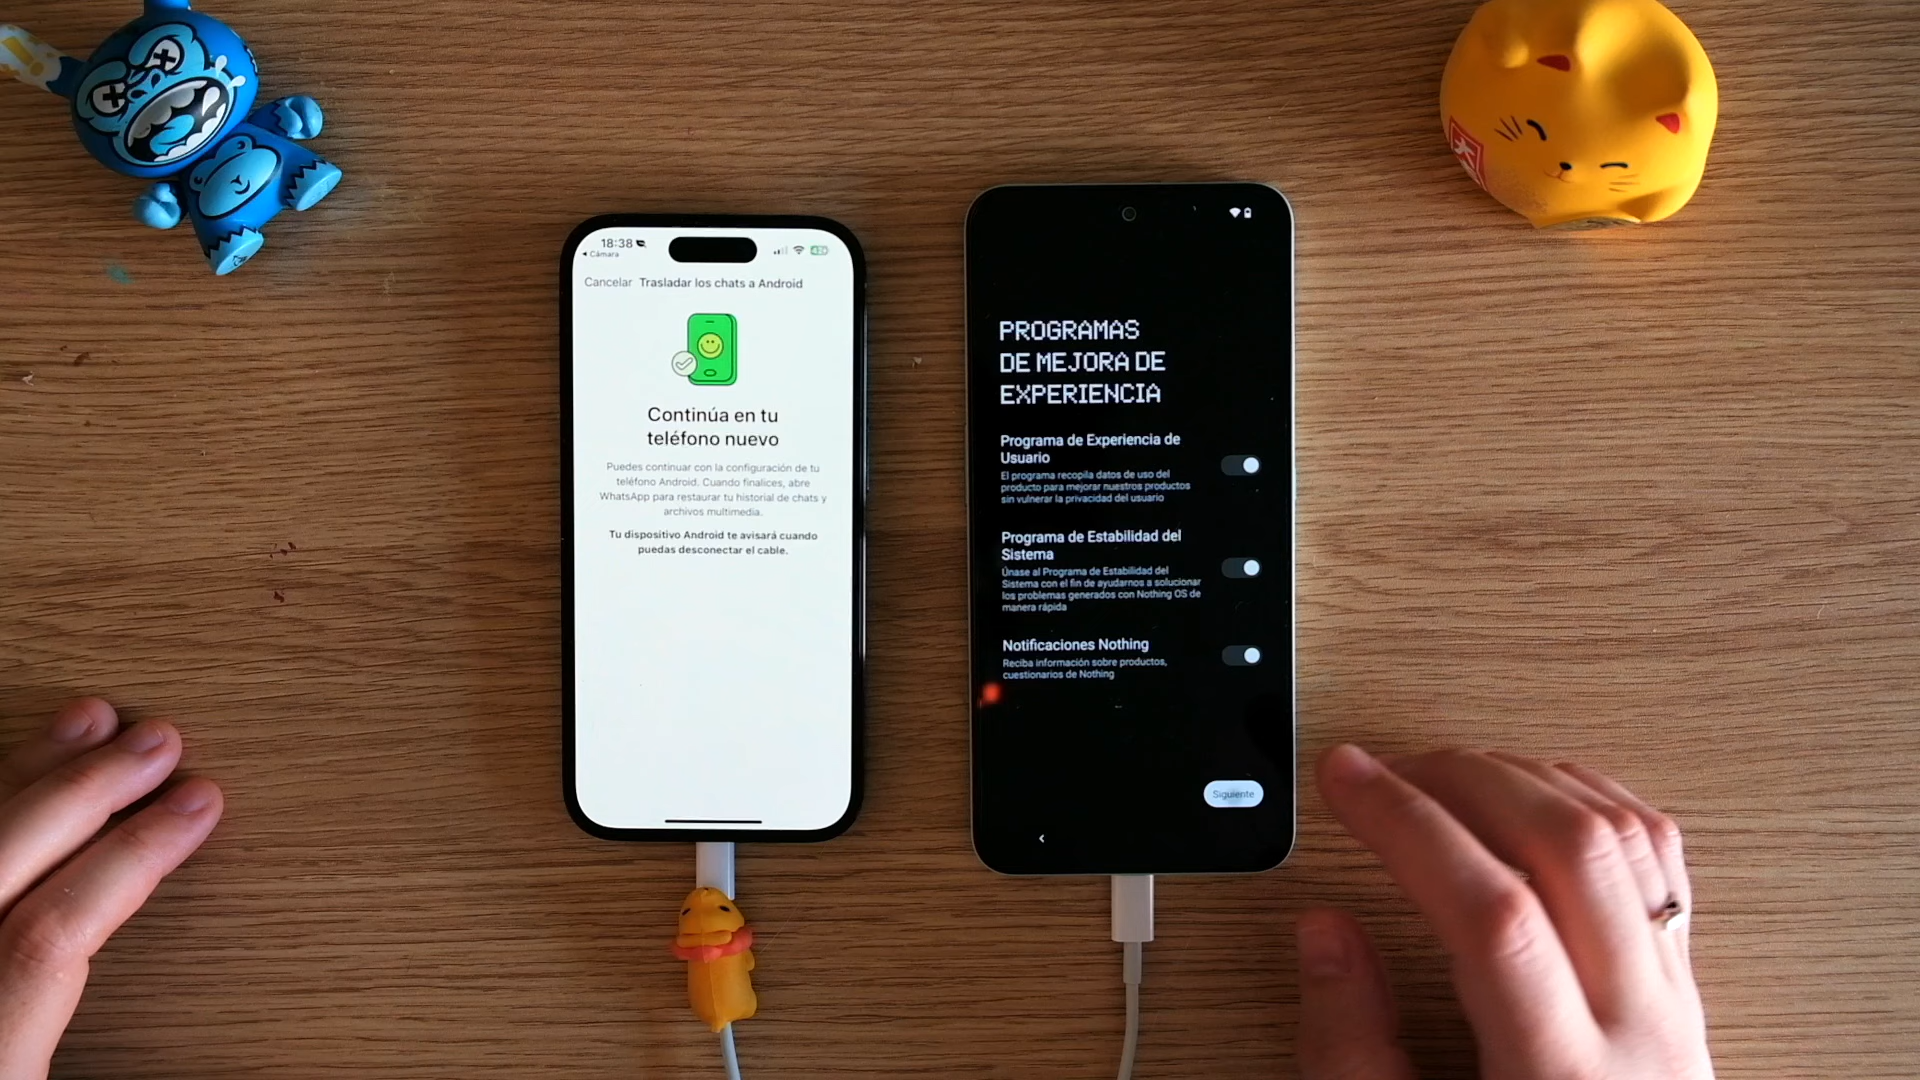 18:38
Cámara
Cancelar Trasladar los chats a Android
Continúa en tu
teléfono nuevo
Puedes continuar con la configuración de tu
teléfono Android. Cuando finalices, abre
WhatsApp para restaurar tu historial de chats y
archivos multimedia.
Tu dispositivo Android te avisará cuando
puedas desconectar el cable.
PROGRAMAS
DE MEJORA DE
EXPERIENCIA
Programa de Experiencia de
Usuario
El programa recopila datos de uso del
producto para mejorar nuestros productos
sin vulnerar la privacidad del usuario
Programa de Estabilidad del
Sistema
Únase al Programa de Estabilidad del
Sistema con el fin de ayudarnos a solucionar
los problemas generados con Nothing OS de
manera rápida
Notificaciones Nothing
Reciba información sobre productos,
cuestionarios de Nothing
Siguiente